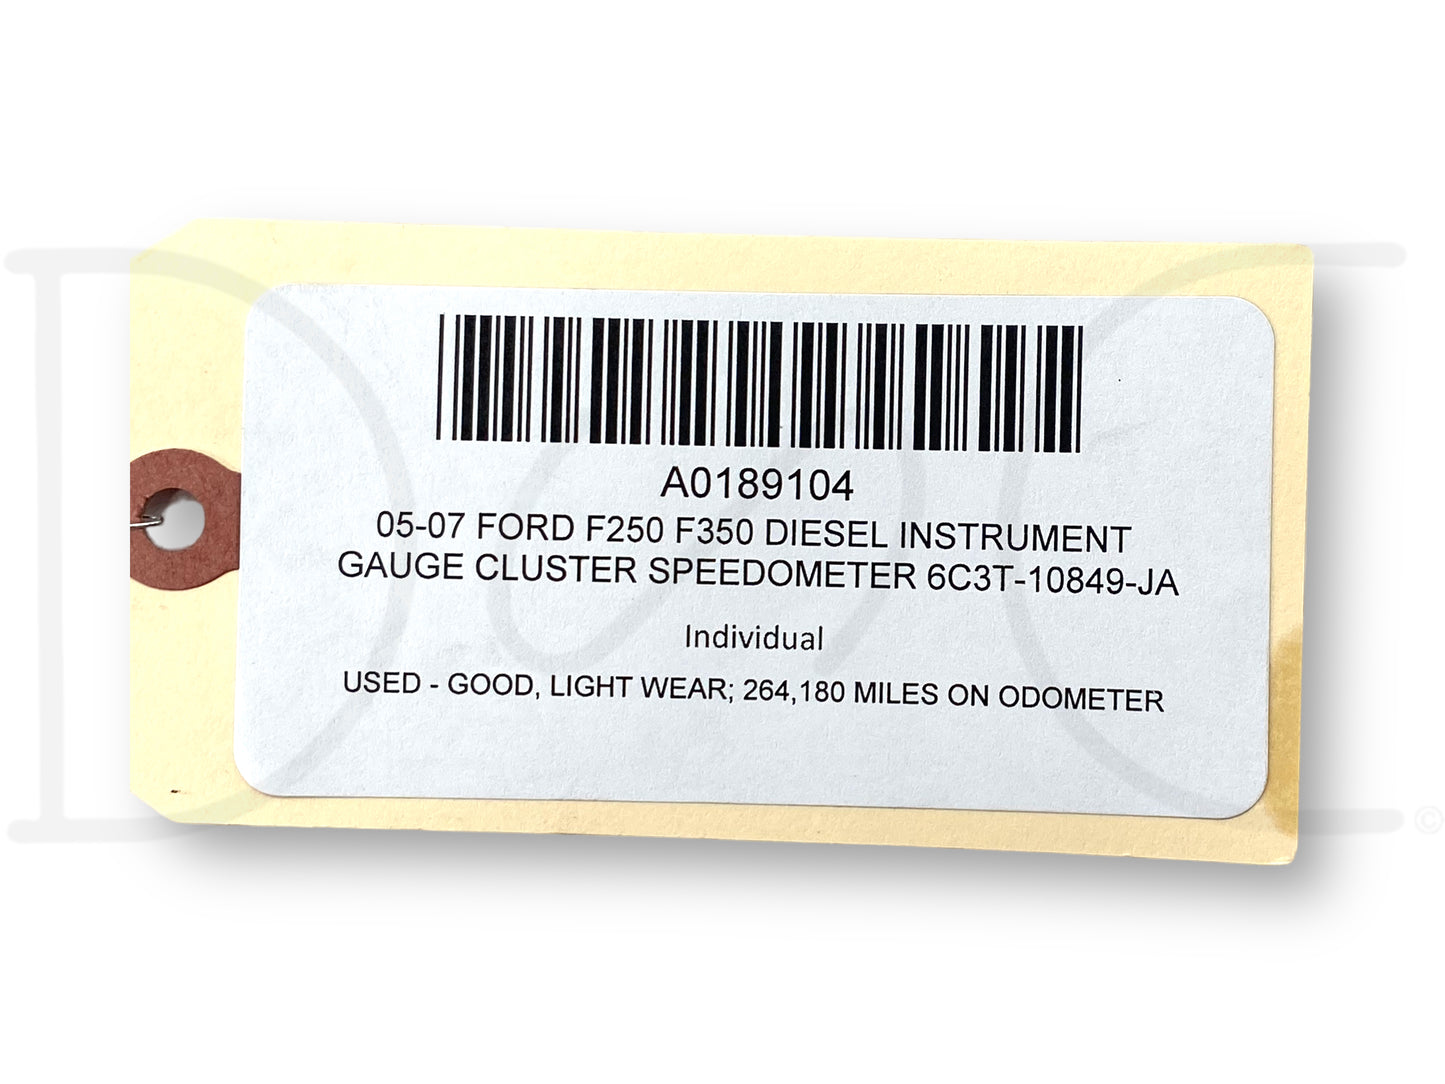 A0189104
05-07 FORD F250 F350 DIESEL INSTRUMENT
GAUGE CLUSTER SPEEDOMETER 6C3T-10849-JA
Individual
USED - GOOD, LIGHT WEAR; 264,180 MILES ON ODOMETER
©